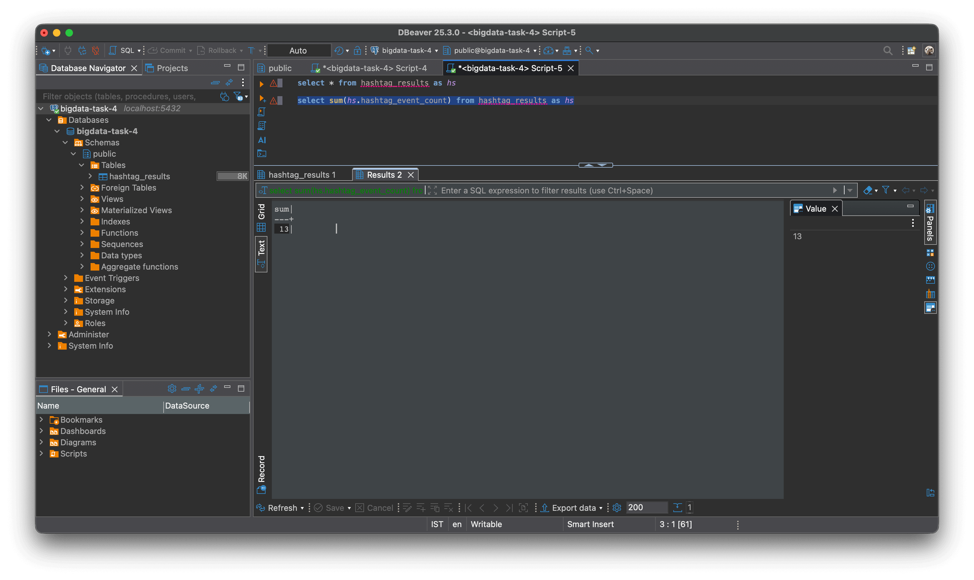 DBeaver 25.3.0 - <bigdata-task-4> Script-5
SQL
Commit
Rollback
T
Auto
bigdata-task-4
public@bigdata-task-4
Database Navigator
Projects
public
*<bigdata-task-4> Script-4
*<bigdata-task-4> Script-5
Filter objects (tables, procedures, users,
bigdata-task-4 localhost:5432
Databases
bigdata-task-4
Schemas
public
Tables
hashtag_results 8K
Foreign Tables
Views
Materialized Views
Indexes
Functions
Sequences
Data types
Aggregate functions
Event Triggers
Extensions
Storage
System Info
Roles
Administer
System Info
select * from hashtag_results as hs
select sum(hs.hashtag_event_count) from hashtag_results as hs
AI
hashtag_results 1
Results 2
Enter a SQL expression to filter results (use Ctrl+Space)
Grid
Text
Record
sum|
---+
13|
Value
13
Panels
Files - General
Name DataSource
Bookmarks
Dashboards
Diagrams
Scripts
Refresh
Save
Cancel
Export data
200
1
IST en Writable Smart Insert 3 : 1 [61]